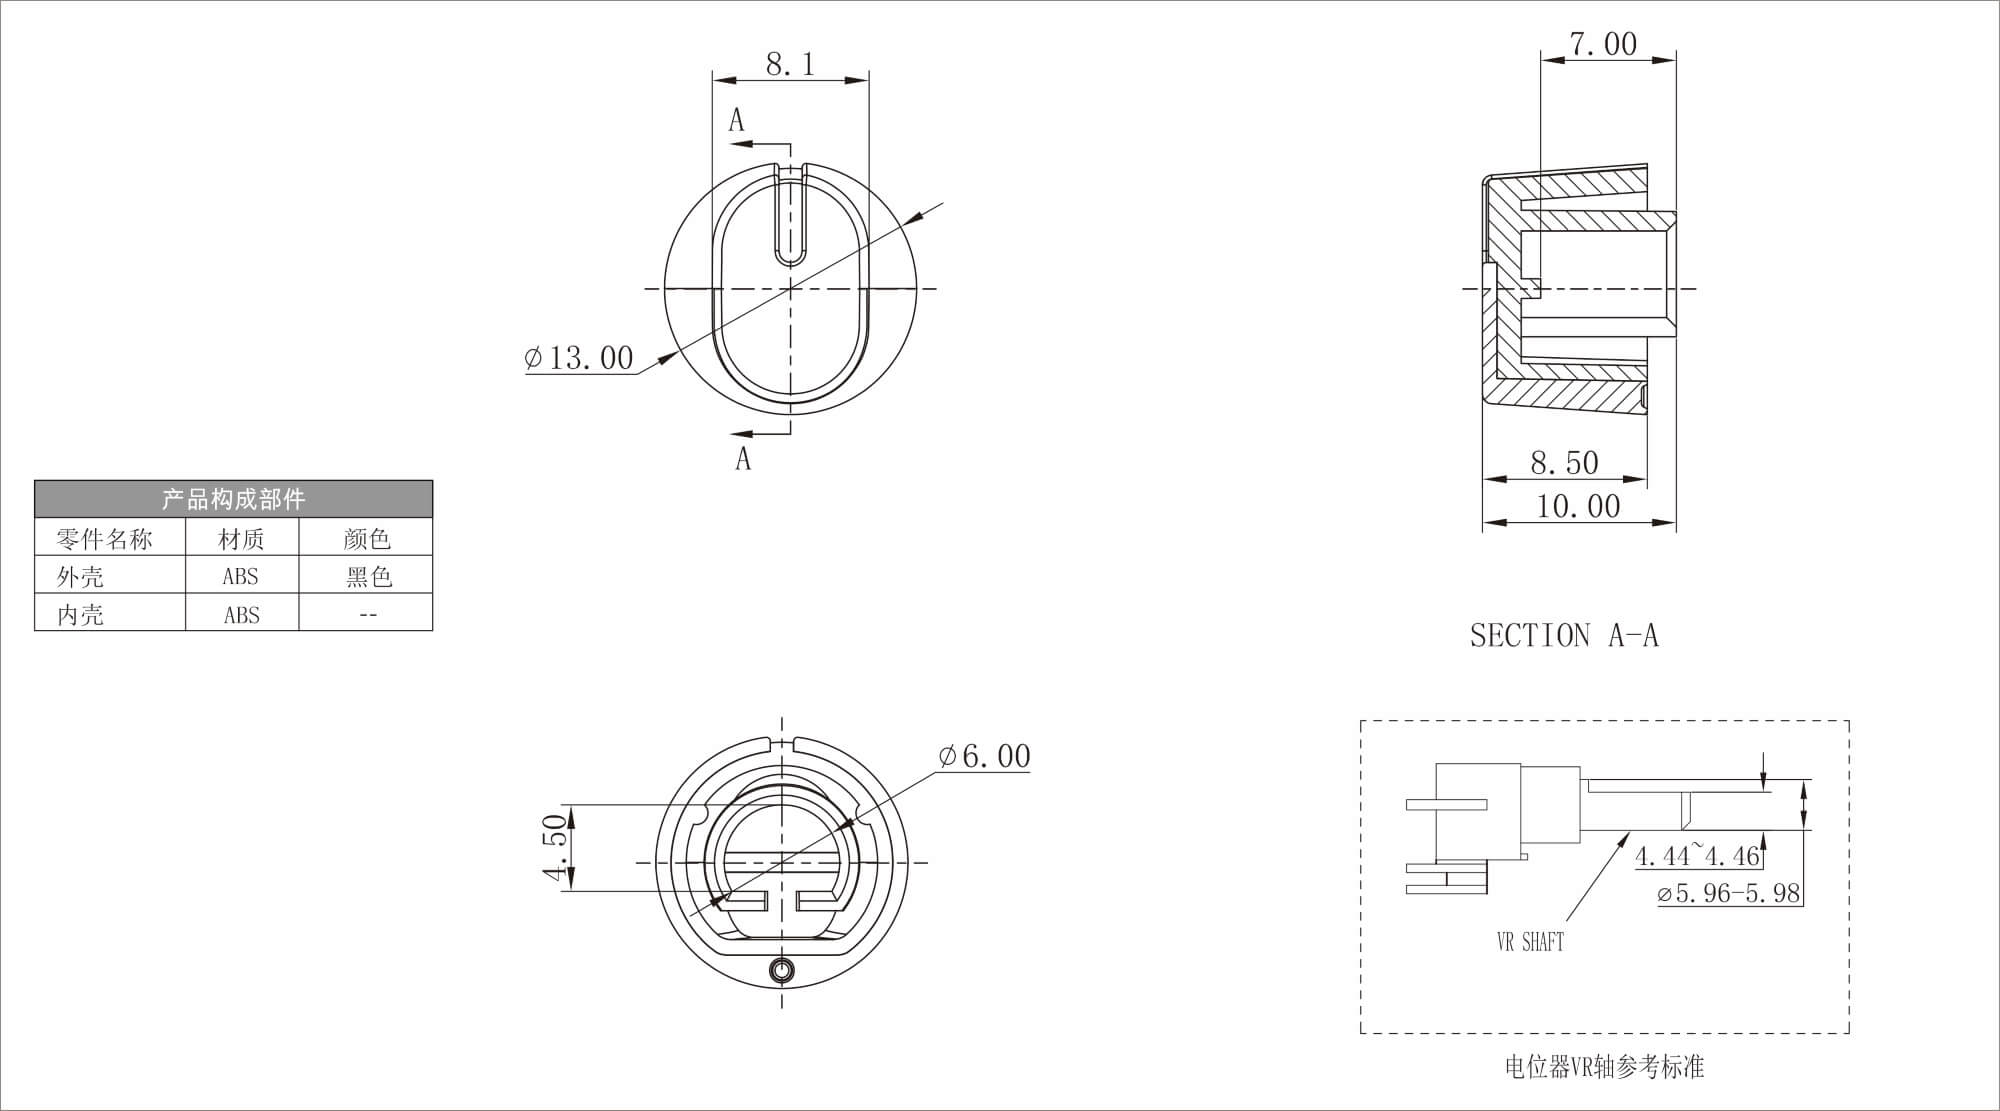 8.1
7.00
A
⌀13.00
A
8.50
10.00
产品构成部件
零件名称 材质 颜色
外壳 ABS 黑色
内壳 ABS --
SECTION A-A
⌀6.00
4.50
4.44~4.46
⌀5.96-5.98
VR SHAFT
电位器VR轴参考标准